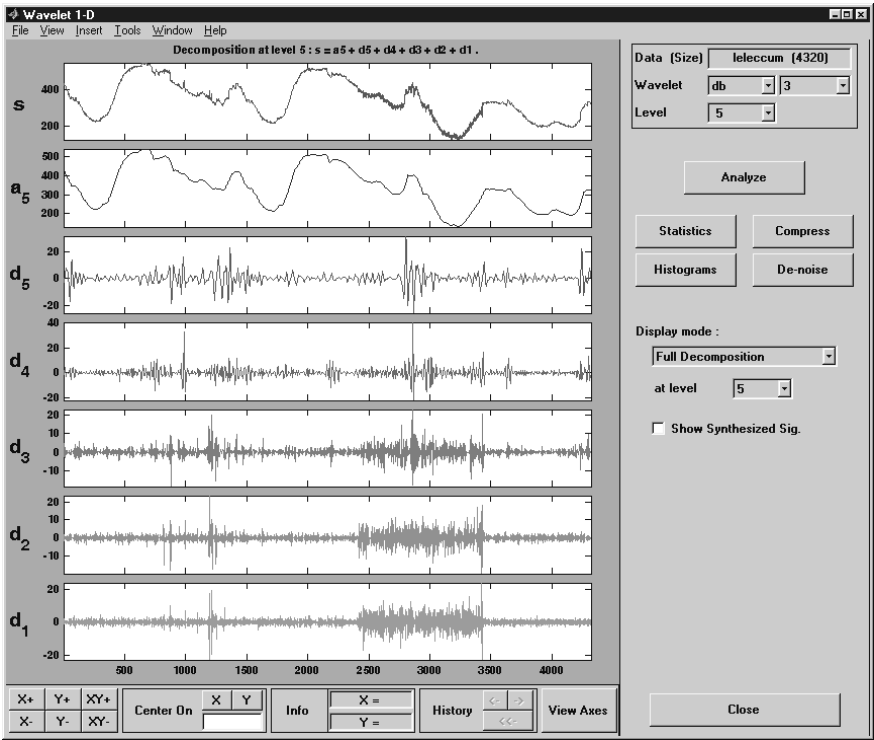 Wavelet 1-D
File View Insert Tools Window Help
Decomposition at level 5 : s = a5 + d5 + d4 + d3 + d2 + d1 .
s
400
200
a5
500
400
300
200
d5
20
0
-20
d4
40
20
0
-20
d3
20
10
0
-10
d2
20
10
0
-10
d1
20
0
-20
500 1000 1500 2000 2500 3000 3500 4000
Data (Size) leleccum (4320)
Wavelet db 3
Level 5
Analyze
Statistics Compress
Histograms De-noise
Display mode :
Full Decomposition
at level 5
Show Synthesized Sig.
X+ Y+ XY+
X- Y- XY-
Center On X Y
Info X =
Y =
History <- ->
<<-
View Axes
Close